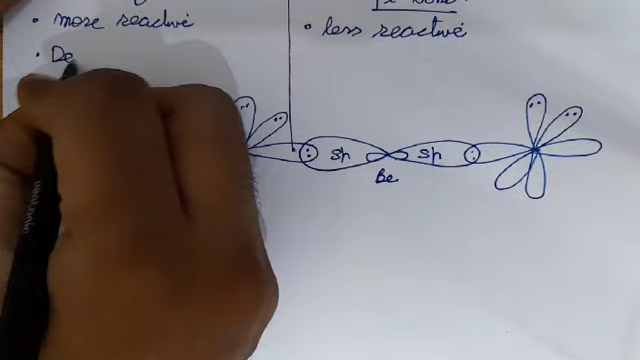 • more reactive
• less reactive
• De
sp
sp
Be